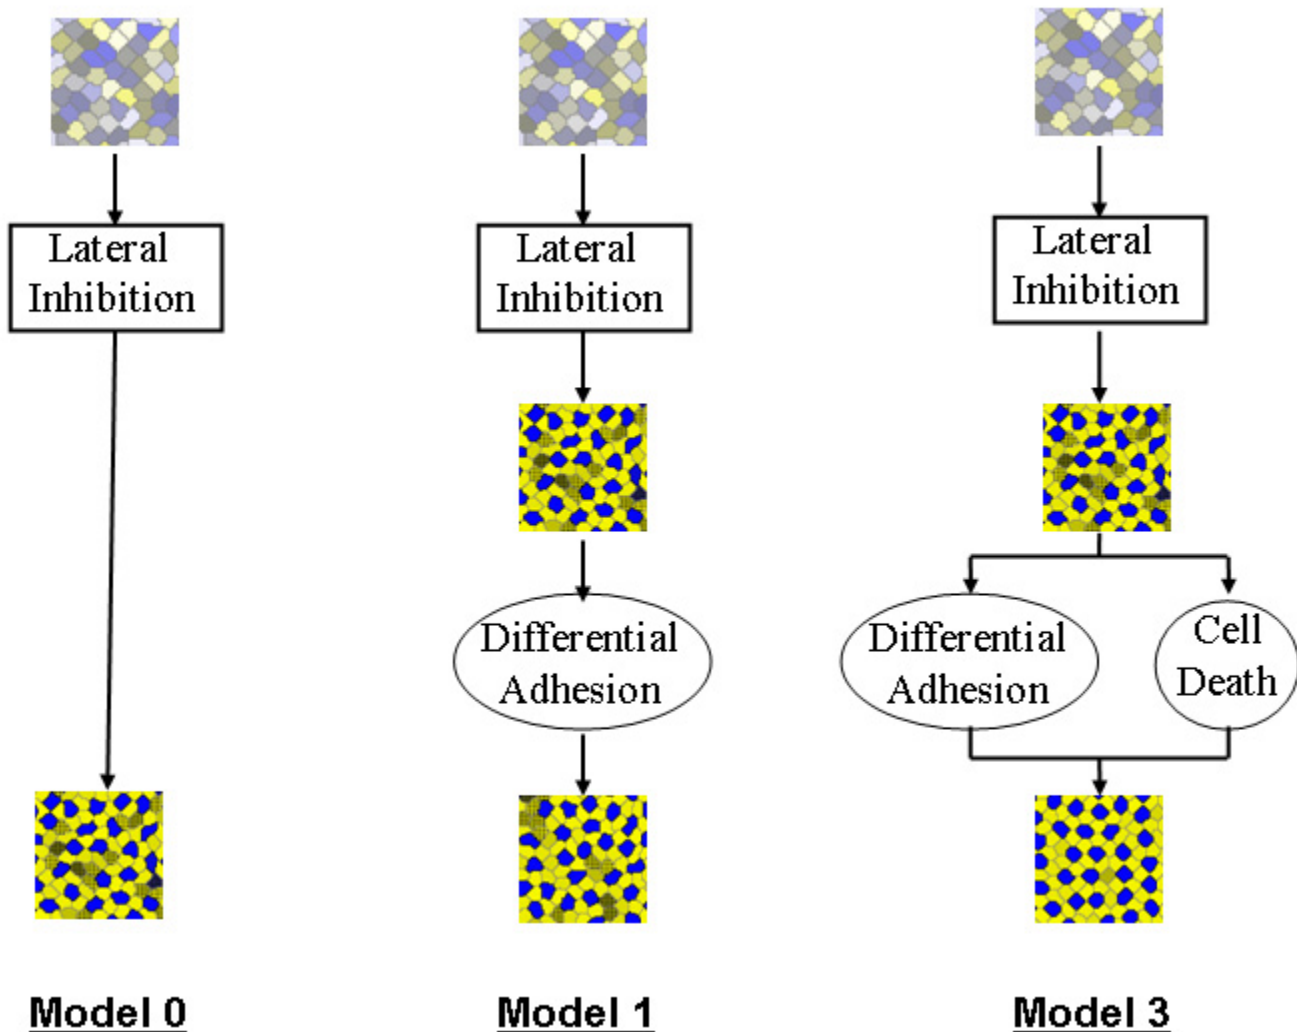 Lateral
Inhibition
Lateral
Inhibition
Lateral
Inhibition
Differential
Adhesion
Differential
Adhesion
Cell
Death
Model 0
Model 1
Model 3